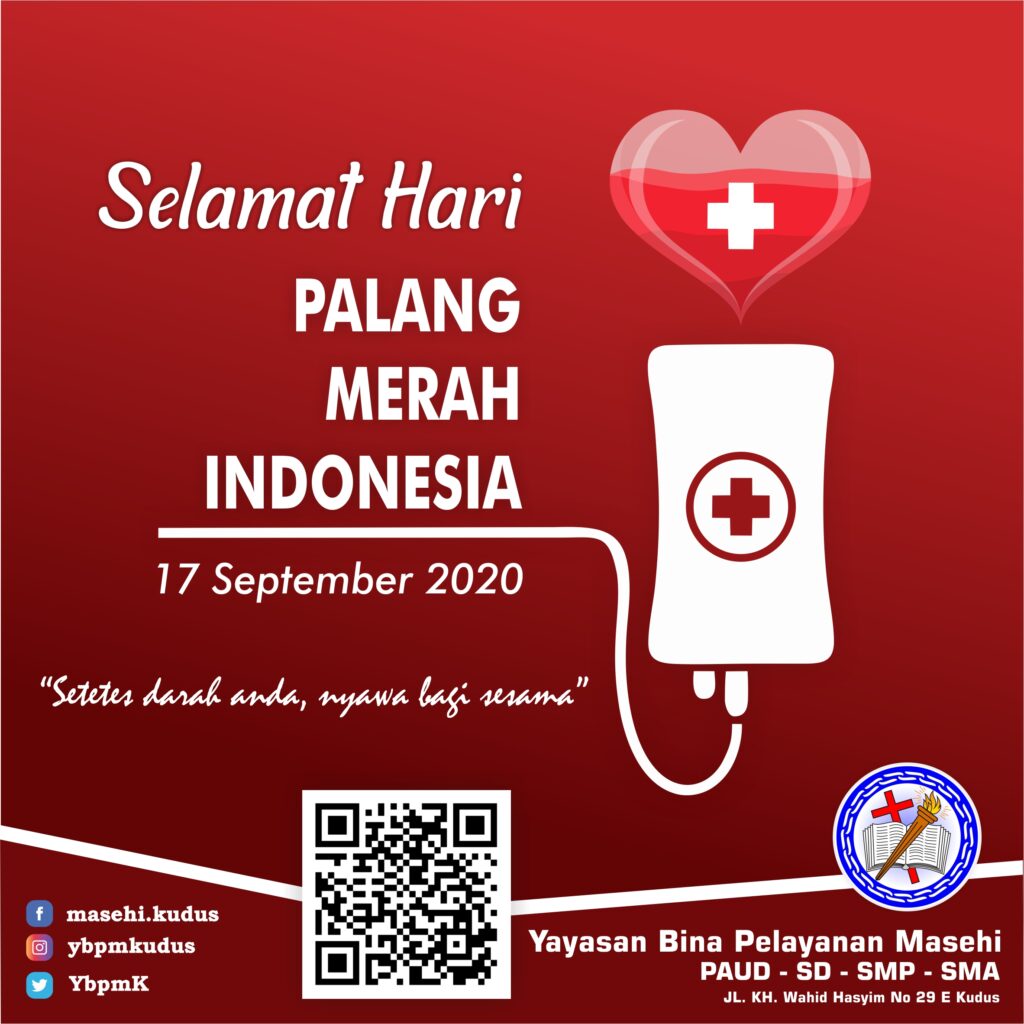 Selamat Hari
PALANG
MERAH
INDONESIA
17 September 2020
“Setetes darah anda, nyawa bagi sesama”
masehi.kudus
ybpmkudus
YbpmK
Yayasan Bina Pelayanan Masehi
PAUD - SD - SMP - SMA
JL. KH. Wahid Hasyim No 29 E Kudus